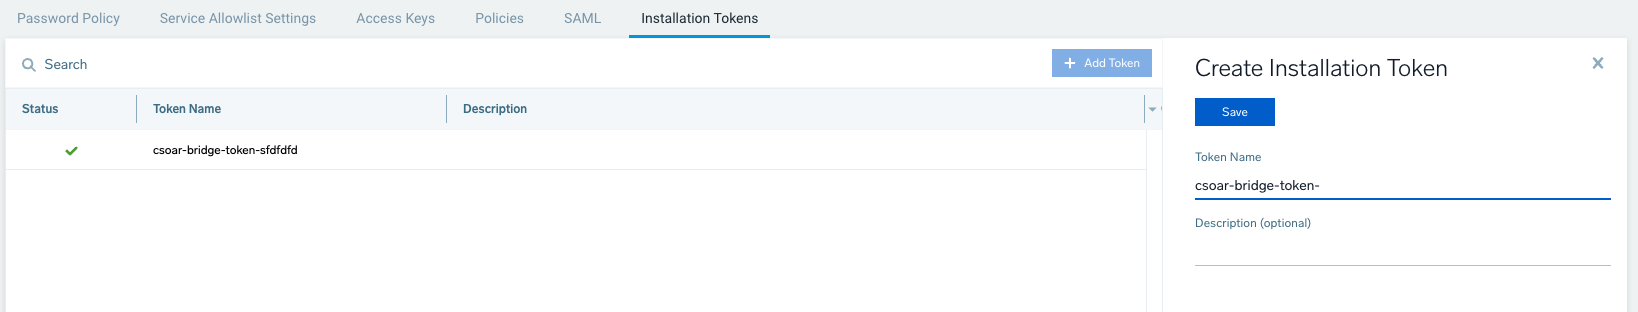 Password Policy Service Allowlist Settings Access Keys Policies SAML Installation Tokens
Search
+ Add Token
Status Token Name Description
csoar-bridge-token-sfdfdfd
Create Installation Token
Save
Token Name
csoar-bridge-token-
Description (optional)